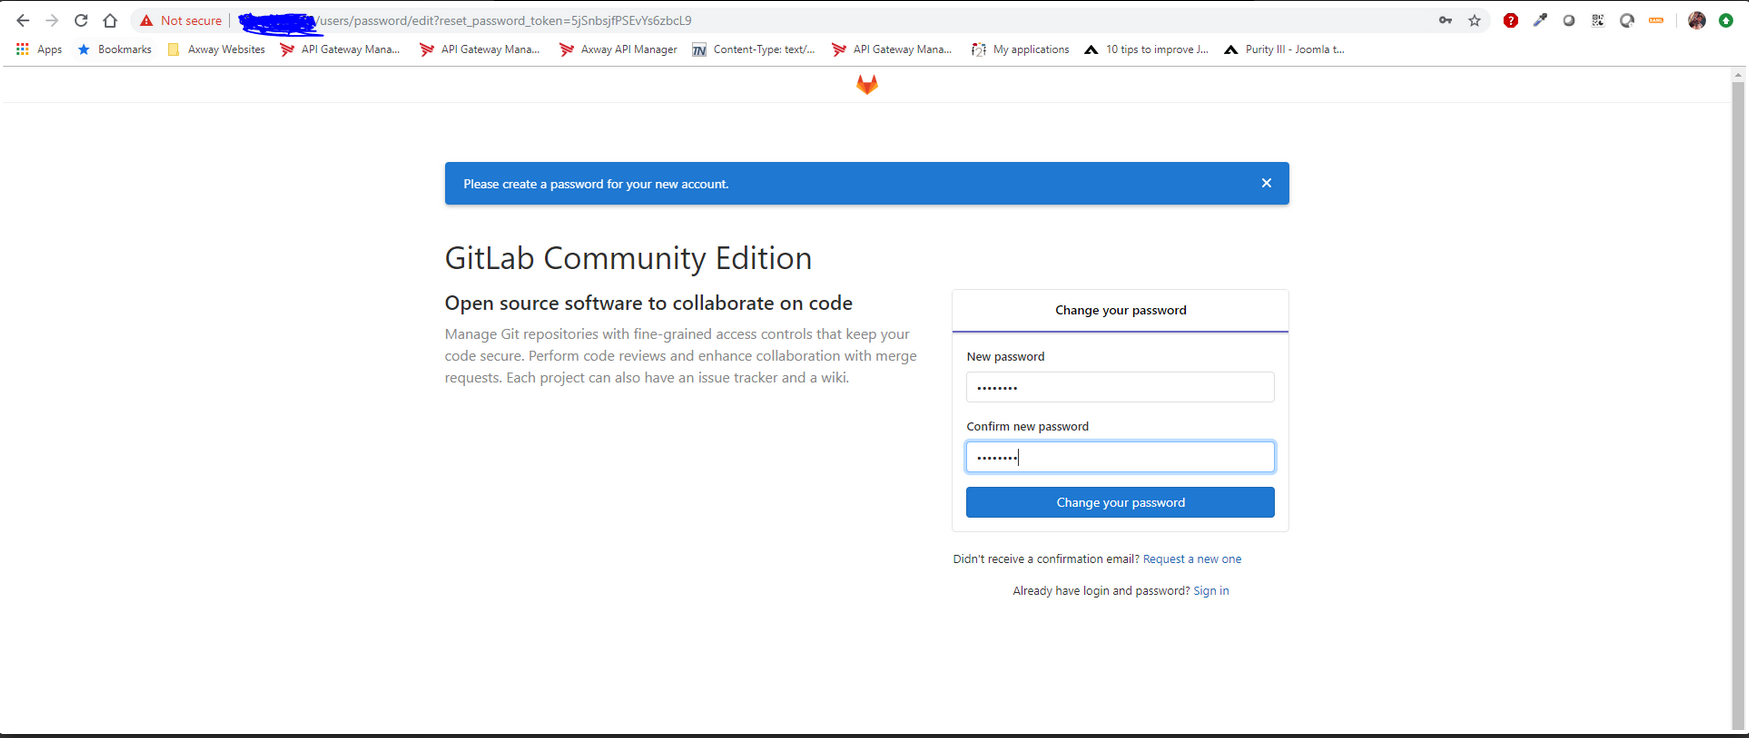 Not secure /users/password/edit?reset_password_token=5jSnbsjfPSEvYs6zbcL9
Apps Bookmarks Axway Websites API Gateway Mana... API Gateway Mana... Axway API Manager Content-Type: text/... API Gateway Mana... My applications 10 tips to improve J... Purity III - Joomla t...
Please create a password for your new account.
GitLab Community Edition
Open source software to collaborate on code
Manage Git repositories with fine-grained access controls that keep your
code secure. Perform code reviews and enhance collaboration with merge
requests. Each project can also have an issue tracker and a wiki.
Change your password
New password
••••••••
Confirm new password
••••••••
Change your password
Didn't receive a confirmation email? Request a new one
Already have login and password? Sign in